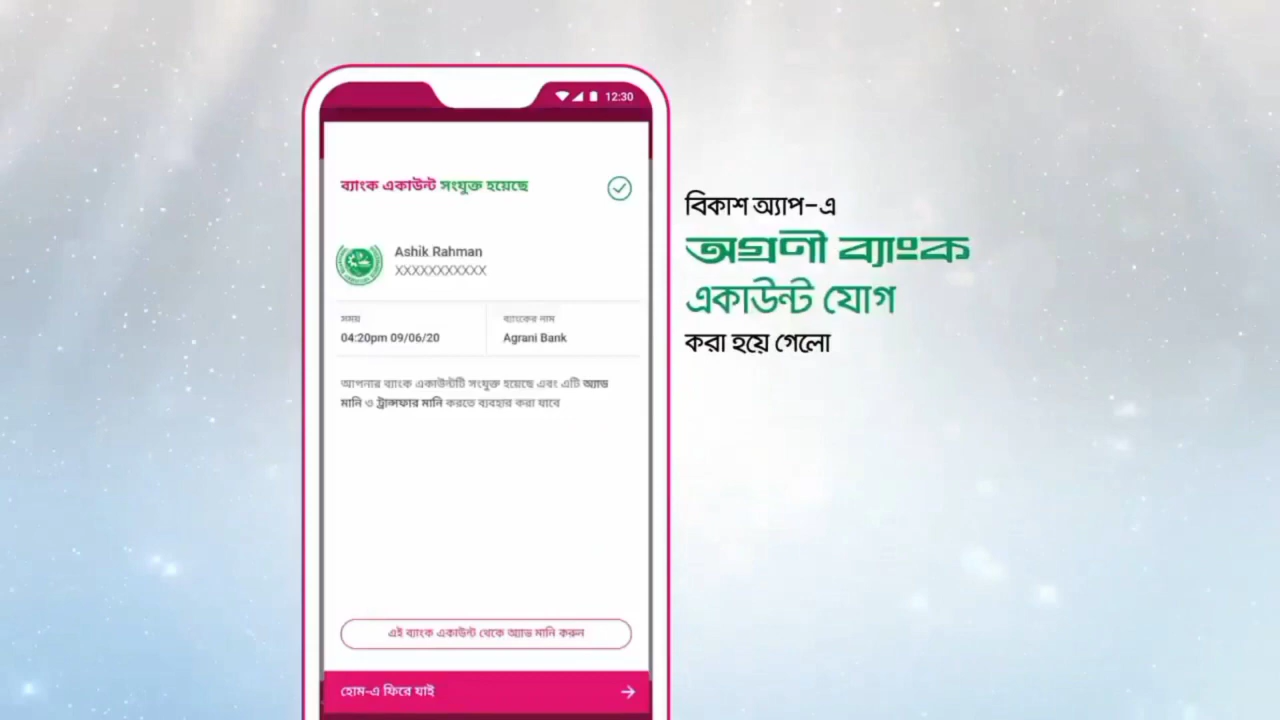 12:30
ব্যাংক একাউন্ট সংযুক্ত হয়েছে
Ashik Rahman
XXXXXXXXXXX
সময়
04:20pm 09/06/20
ব্যাংকের নাম
Agrani Bank
আপনার ব্যাংক একাউন্টটি সংযুক্ত হয়েছে এবং এটি অ্যাড
মানি ও ট্রান্সফার মানি করতে ব্যবহার করা যাবে
এই ব্যাংক একাউন্ট থেকে অ্যাড মানি করুন
হোম-এ ফিরে যাই
বিকাশ অ্যাপ-এ
অগ্রণী ব্যাংক
একাউন্ট যোগ
করা হয়ে গেলো